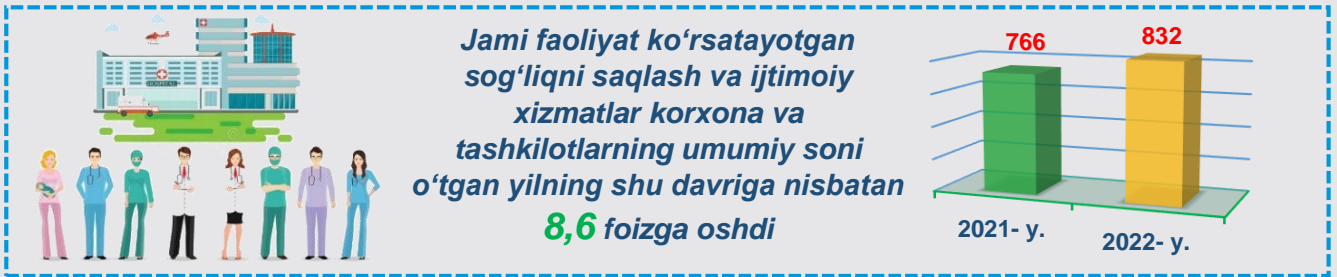 HOSPITAL
Jami faoliyat ko‘rsatayotgan
sog‘liqni saqlash va ijtimoiy
xizmatlar korxona va
tashkilotlarning umumiy soni
o‘tgan yilning shu davriga nisbatan
8,6 foizga oshdi
766
832
2021- y.
2022- y.